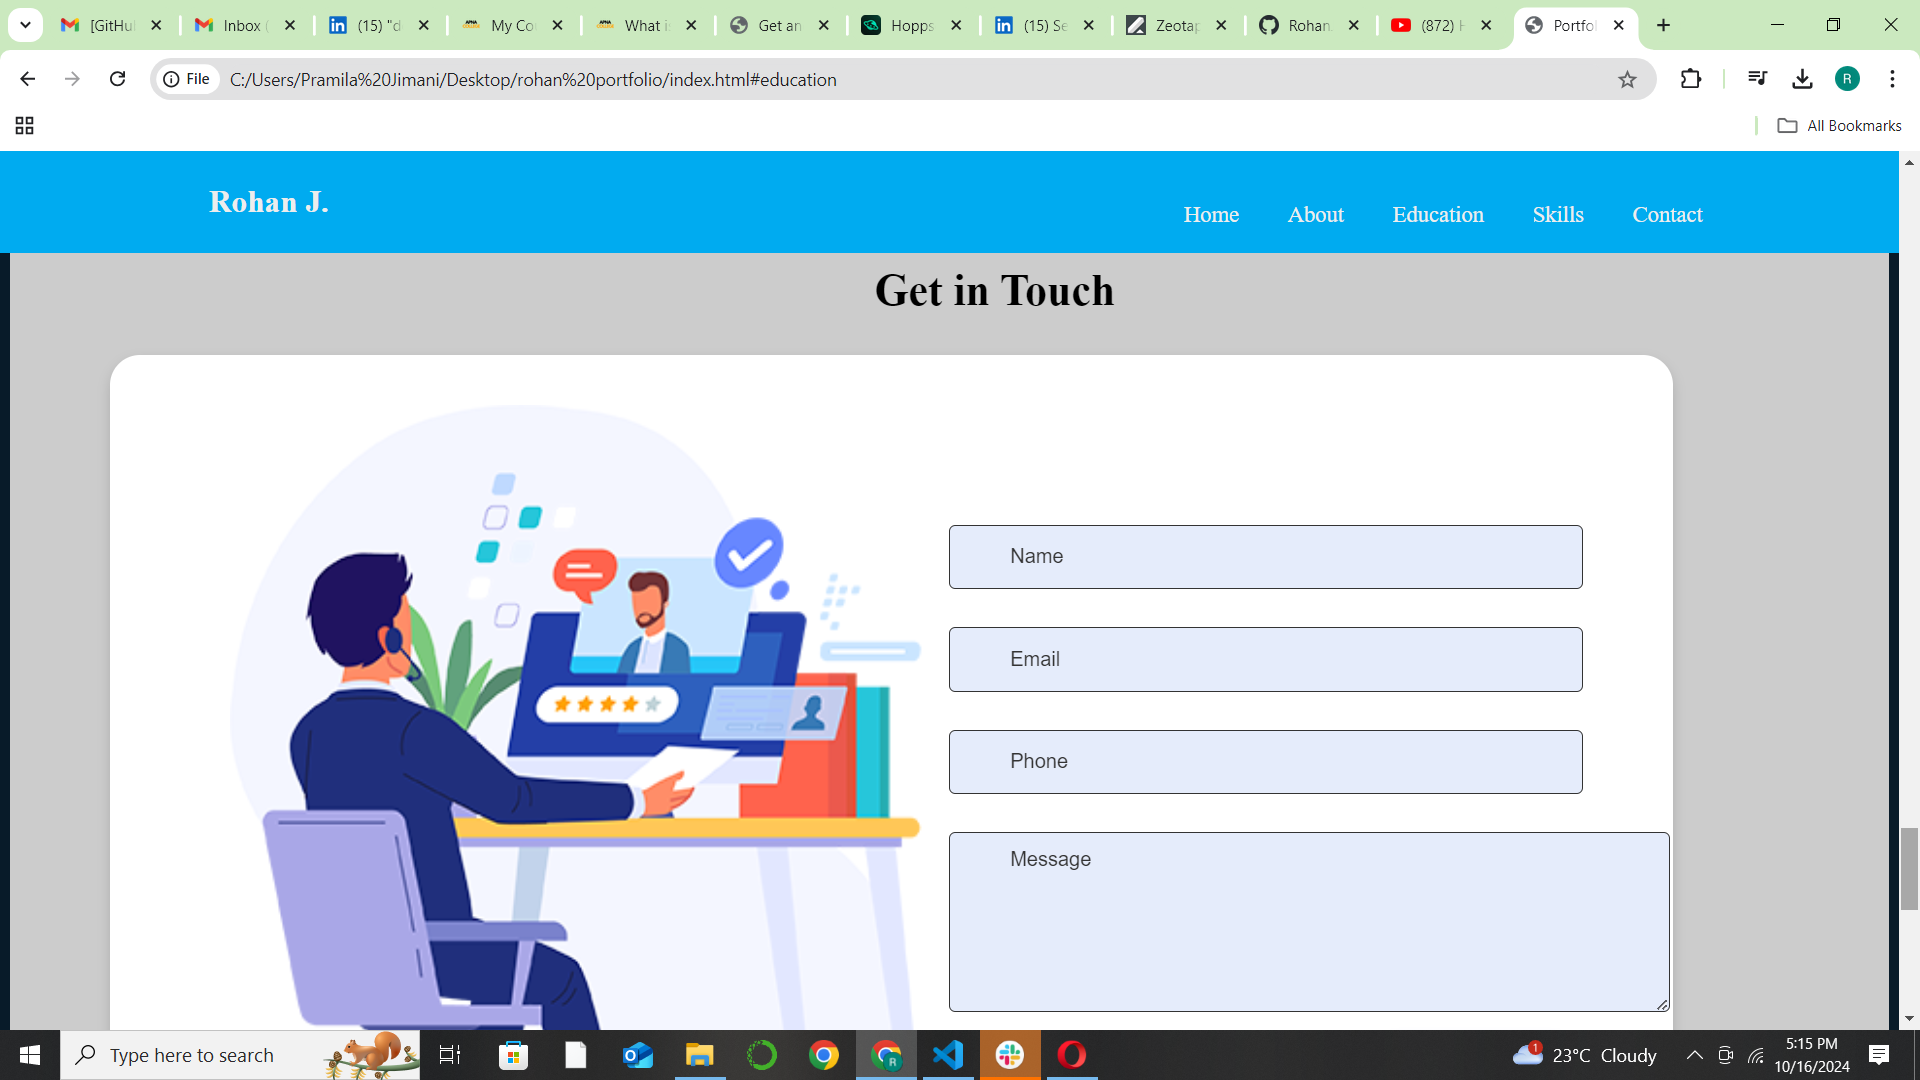 [GitHu
Inbox (
(15) "d
My Co
What i
Get an
Hopps
(15) Se
Zeotap
Rohan
(872) H
Portfol
File
C:/Users/Pramila%20Jimani/Desktop/rohan%20portfolio/index.html#education
R
All Bookmarks
Rohan J.
Home
About
Education
Skills
Contact
Get in Touch
Name
Email
Phone
Message
Type here to search
R
1
23°C Cloudy
5:15 PM
10/16/2024